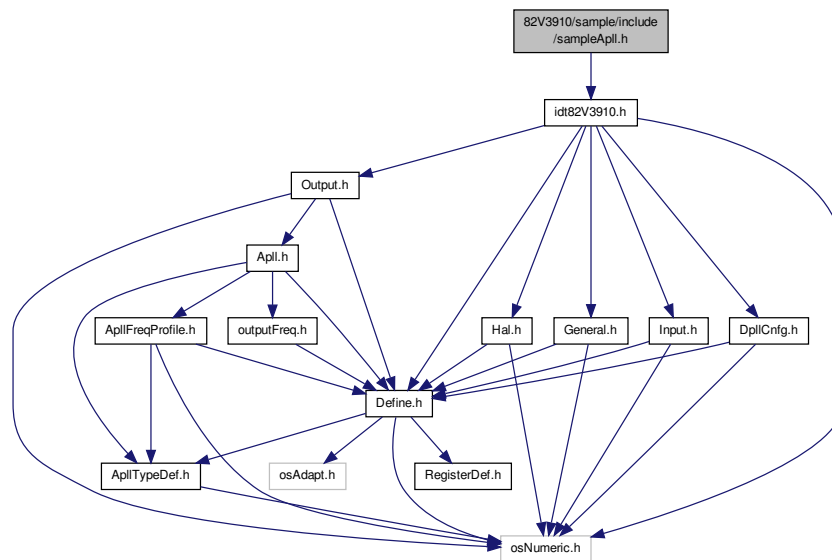 82V3910/sample/include
/sampleApll.h
idt82V3910.h
Output.h
Apll.h
ApllFreqProfile.h
outputFreq.h
Hal.h
General.h
Input.h
DpllCnfg.h
Define.h
ApllTypeDef.h
osAdapt.h
RegisterDef.h
osNumeric.h